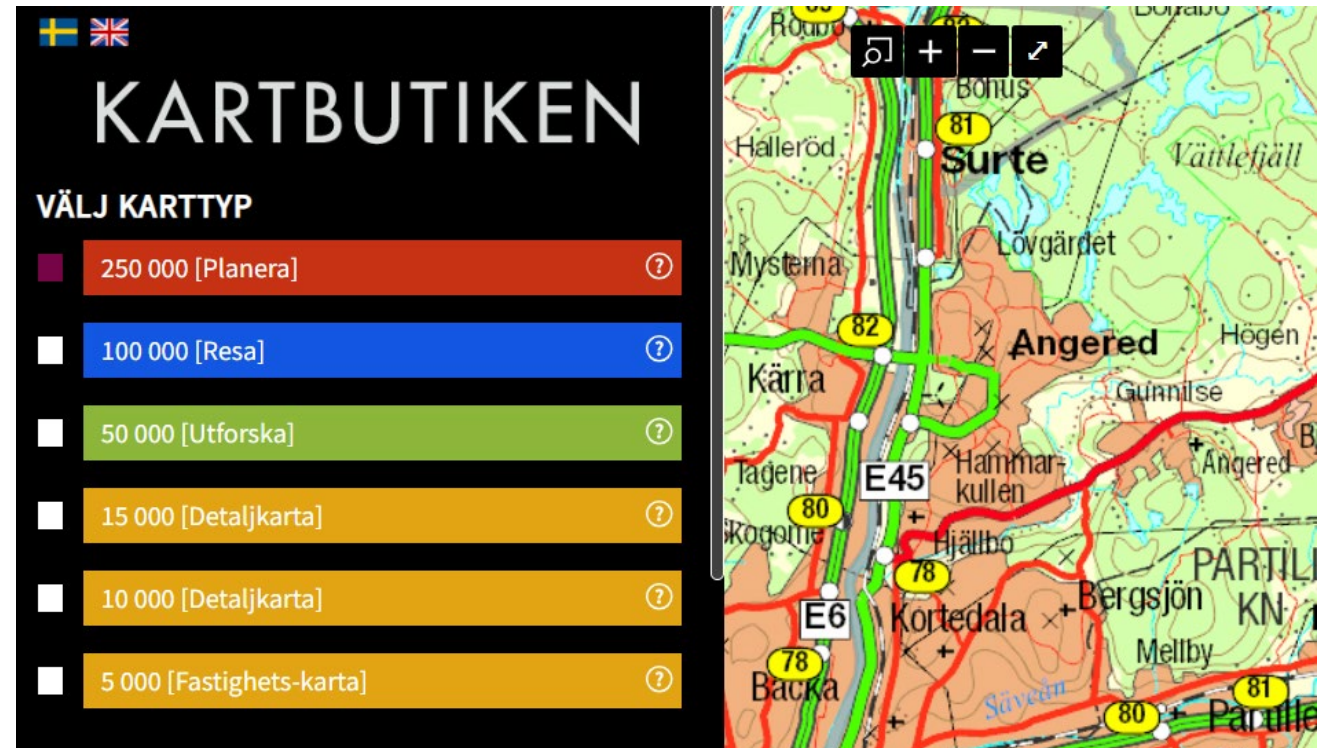 KARTBUTIKEN
VÄLJ KARTTYP
250 000 [Planera]
?
100 000 [Resa]
?
50 000 [Utforska]
?
15 000 [Detaljkarta]
?
10 000 [Detaljkarta]
?
5 000 [Fastighets-karta]
?
Bohus
81
Halleröd
Surte
Vättlefjäll
Lövgärdet
Mysterna
82
Angered
Högen
Kärra
Gunnilse
Tagene
E45
Hammar-
kullen
Angered
80
Skogome
Hjällbo
78
PARTILL
KN
Bergsjön
E6
Kortedala
Mellby
78
Backa
Säveån
81
80